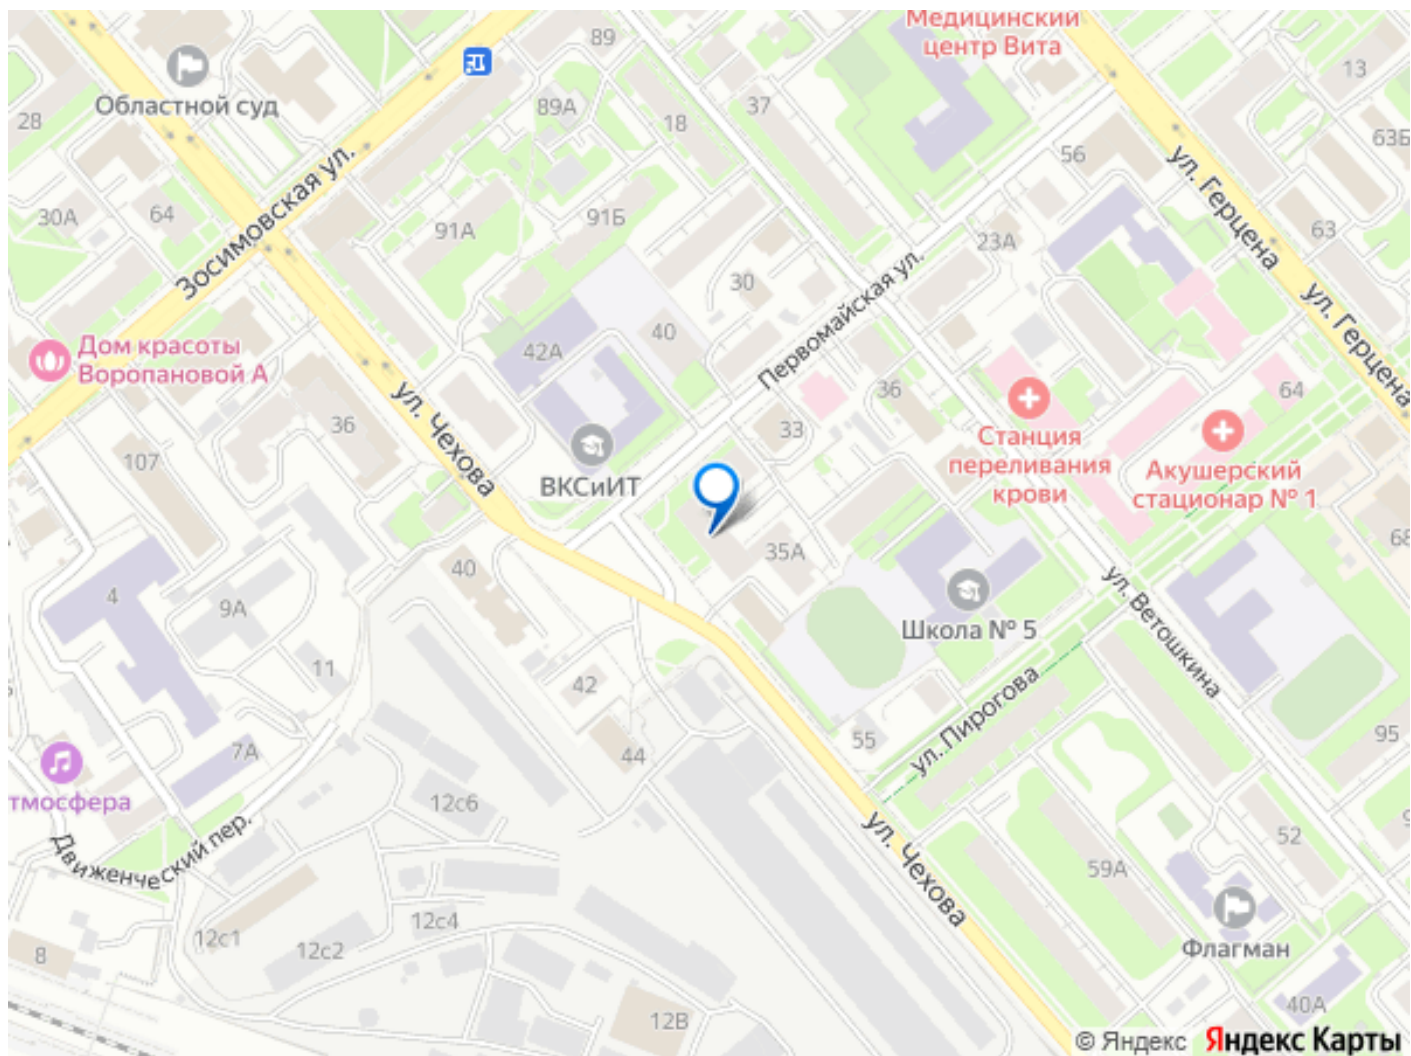 Медицинский
центр Вита
89
13
Областной суд
28
89А
18
37
63Б
56
ул. Герцена
Зосимовская ул.
30А
64
91А
91Б
23А
63
30
Первомайская ул.
ул. Герцена
Дом красоты
Воропановой А
42А
40
36
64
ул. Чехова
36
33
Станция
переливания
крови
Акушерский
стационар № 1
107
ВКСиИТ
35А
68
40
4
9А
Школа № 5
ул. Ветошкина
11
42
ул. Пирогова
55
95
7А
44
тмосфера
12с6
Движенческий пер.
ул. Чехова
52
59А
12с4
12с1
12с2
8
Флагман
40А
12В
© Яндекс Яндекс Карты